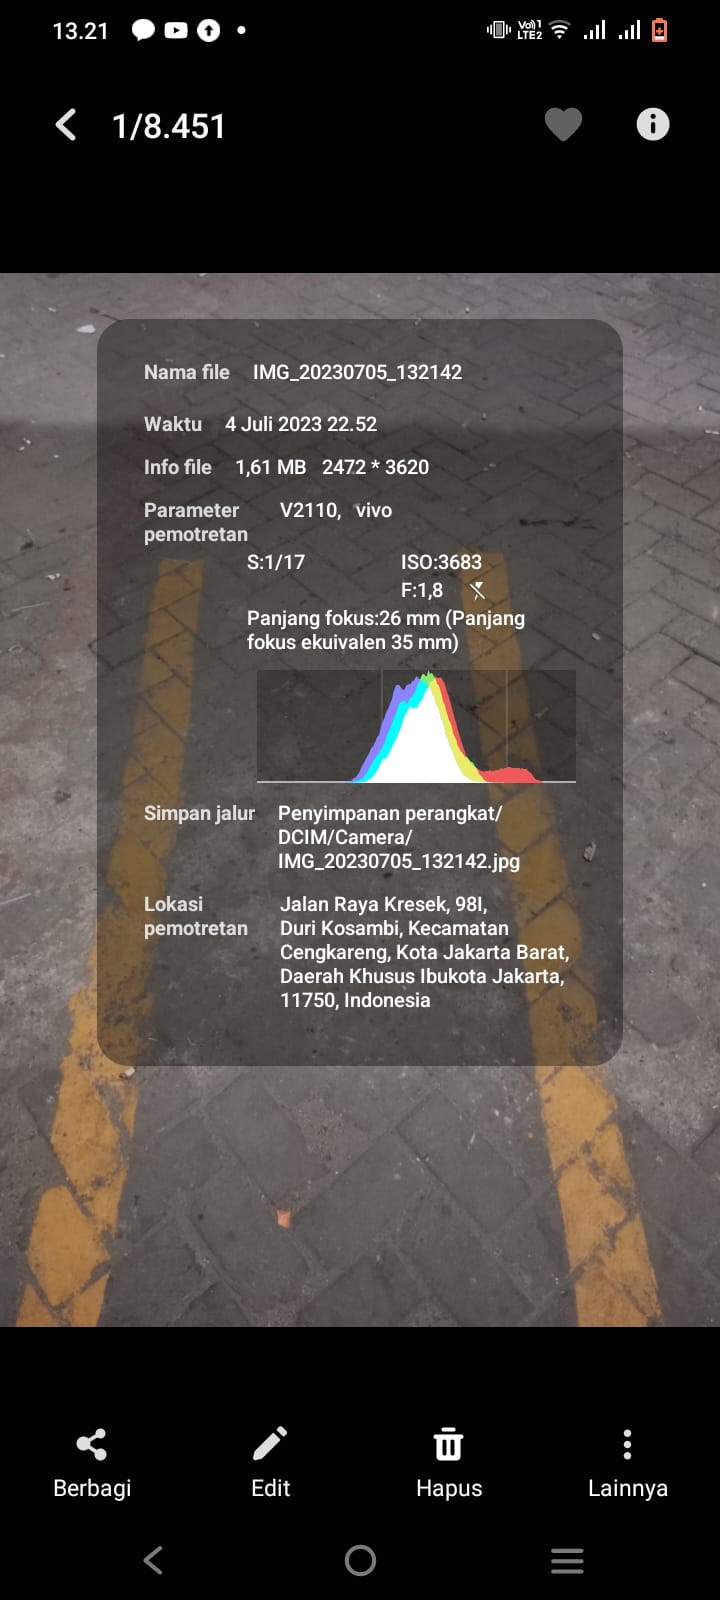 13.21
Vo) 1
LTE2
1/8.451
Nama file IMG_20230705_132142
Waktu 4 Juli 2023 22.52
Info file 1,61 MB 2472 * 3620
Parameter pemotretan V2110, vivo
S:1/17 ISO:3683
F:1,8
Panjang fokus:26 mm (Panjang
fokus ekuivalen 35 mm)
Simpan jalur Penyimpanan perangkat/
DCIM/Camera/
IMG_20230705_132142.jpg
Lokasi pemotretan Jalan Raya Kresek, 98I,
Duri Kosambi, Kecamatan
Cengkareng, Kota Jakarta Barat,
Daerah Khusus Ibukota Jakarta,
11750, Indonesia
Berbagi Edit Hapus Lainnya